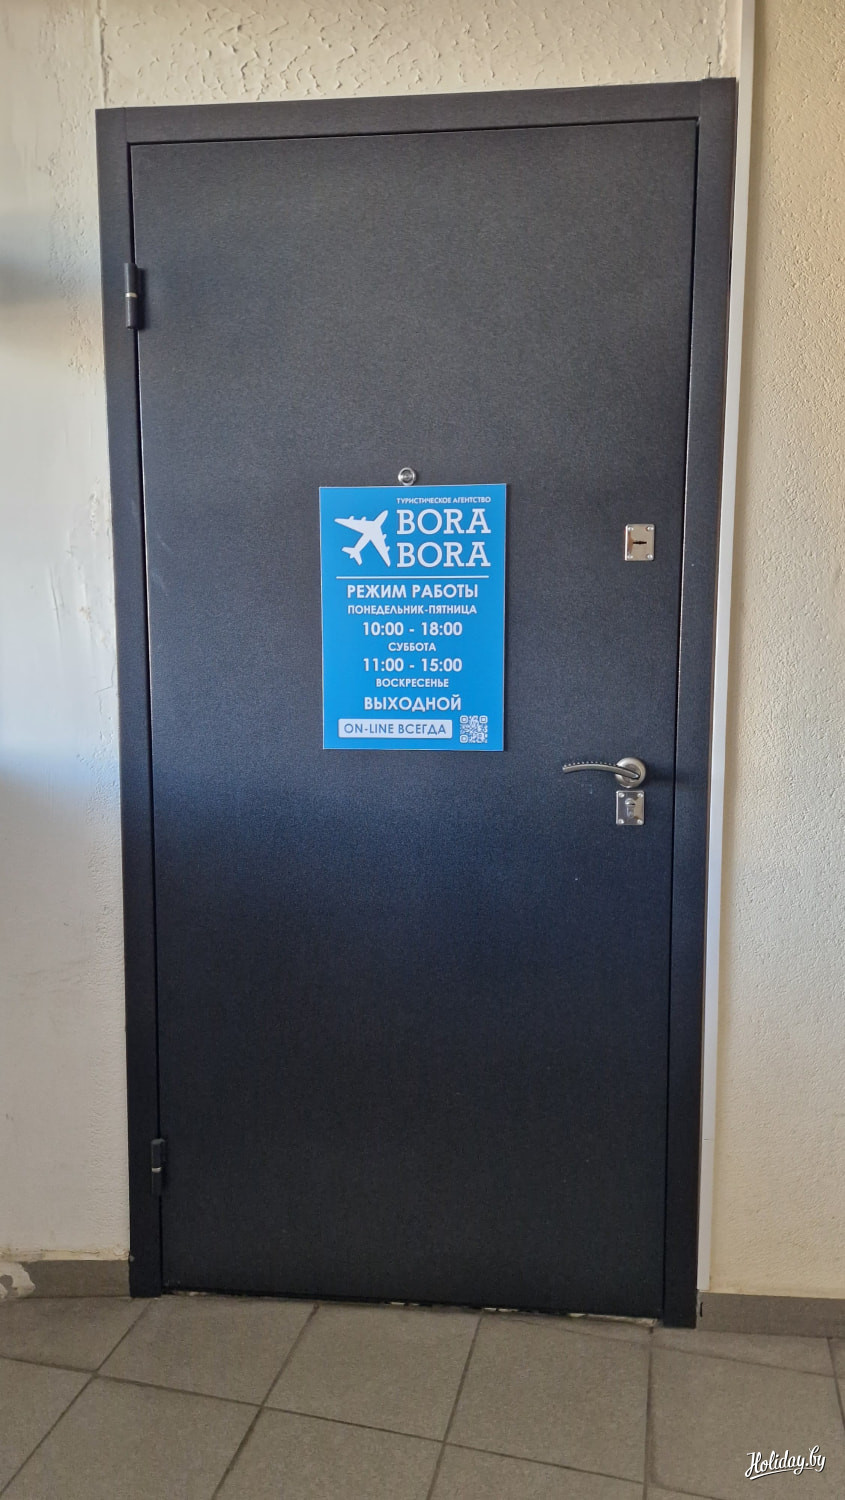 ТУРИСТИЧЕСКОЕ АГЕНТСТВО
BORA
BORA
РЕЖИМ РАБОТЫ
ПОНЕДЕЛЬНИК-ПЯТНИЦА
10:00 - 18:00
СУББОТА
11:00 - 15:00
ВОСКРЕСЕНЬЕ
ВЫХОДНОЙ
ON-LINE ВСЕГДА
Holiday.by